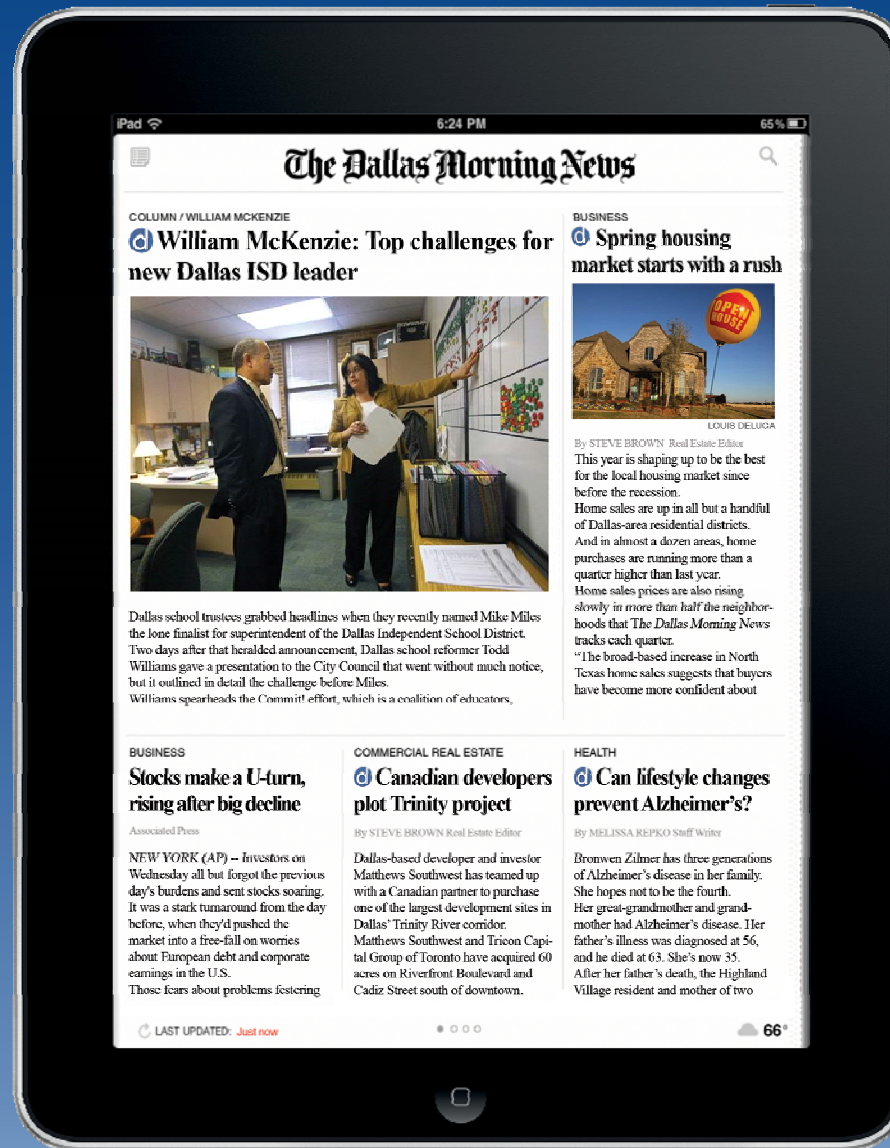 iPad 6:24 PM 65%
The Dallas Morning News
COLUMN / WILLIAM MCKENZIE
d William McKenzie: Top challenges for
new Dallas ISD leader
Dallas school trustees grabbed headlines when they recently named Mike Miles
the lone finalist for superintendent of the Dallas Independent School District.
Two days after that heralded announcement, Dallas school reformer Todd
Williams gave a presentation to the City Council that went without much notice,
but it outlined in detail the challenge before Miles.
Williams spearheads the Commit! effort, which is a coalition of educators,
BUSINESS
d Spring housing
market starts with a rush
OPEN
HOUSE
LOUIS DELUCA
By STEVE BROWN Real Estate Editor
This year is shaping up to be the best
for the local housing market since
before the recession.
Home sales are up in all but a handful
of Dallas-area residential districts.
And in almost a dozen areas, home
purchases are running more than a
quarter higher than last year.
Home sales prices are also rising
slowly in more than half the neighbor-
hoods that The Dallas Morning News
tracks each quarter.
“The broad-based increase in North
Texas home sales suggests that buyers
have become more confident about
BUSINESS
Stocks make a U-turn,
rising after big decline
Associated Press
NEW YORK (AP) – Investors on
Wednesday all but forgot the previous
day's burdens and sent stocks soaring.
It was a stark turnaround from the day
before, when they'd pushed the
market into a free-fall on worries
about European debt and corporate
earnings in the U.S.
Those fears about problems festering
COMMERCIAL REAL ESTATE
d Canadian developers
plot Trinity project
By STEVE BROWN Real Estate Editor
Dallas-based developer and investor
Matthews Southwest has teamed up
with a Canadian partner to purchase
one of the largest development sites in
Dallas’ Trinity River corridor.
Matthews Southwest and Tricon Capi-
tal Group of Toronto have acquired 60
acres on Riverfront Boulevard and
Cadiz Street south of downtown.
HEALTH
d Can lifestyle changes
prevent Alzheimer’s?
By MELISSA REPKO Staff Writer
Bronwen Zilmer has three generations
of Alzheimer’s disease in her family.
She hopes not to be the fourth.
Her great-grandmother and grand-
mother had Alzheimer’s disease. Her
father’s illness was diagnosed at 56,
and he died at 63. She’s now 35.
After her father’s death, the Highland
Village resident and mother of two
LAST UPDATED: Just now
66°